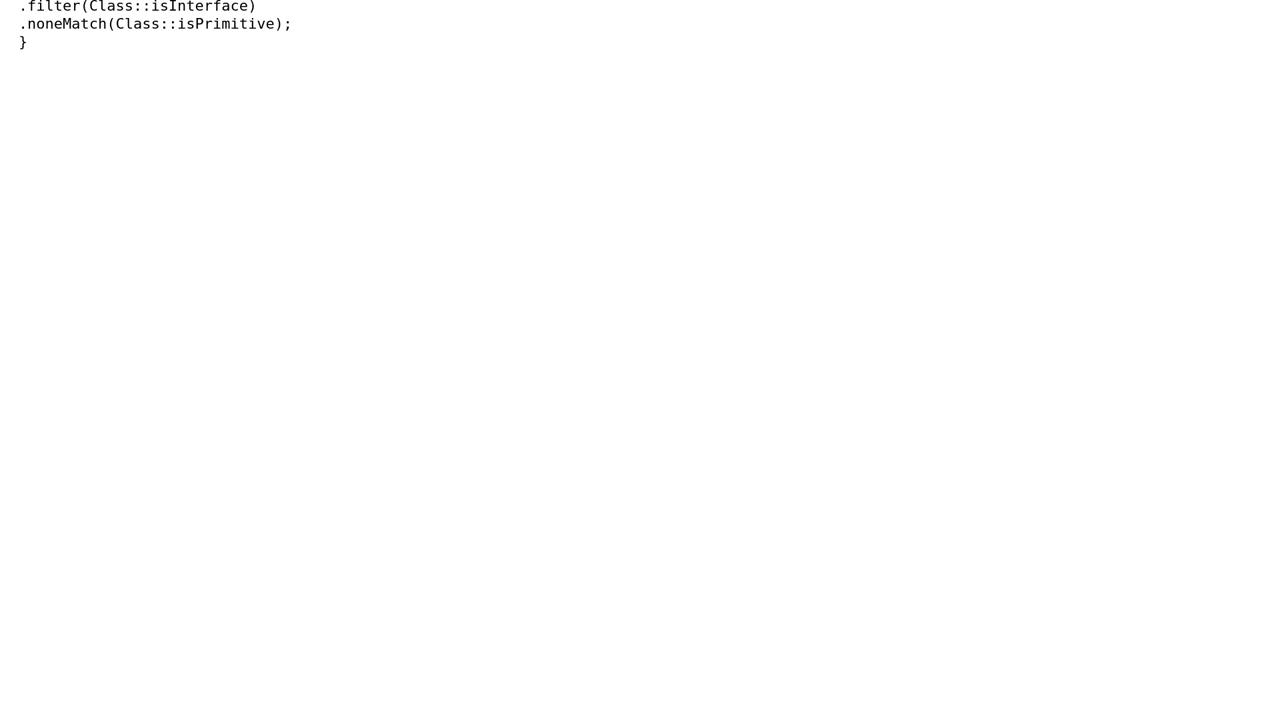 .filter(Class::isInterface)
.noneMatch(Class::isPrimitive);
}